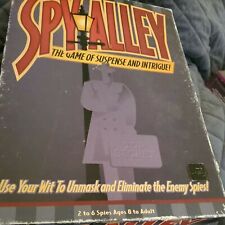 SPY ALLEY
THE GAME OF SUSPENSE AND INTRIGUE!
Use Your Wit To Unmask and Eliminate the Enemy Spies!
2 to 6 Spies Ages 8 to Adult